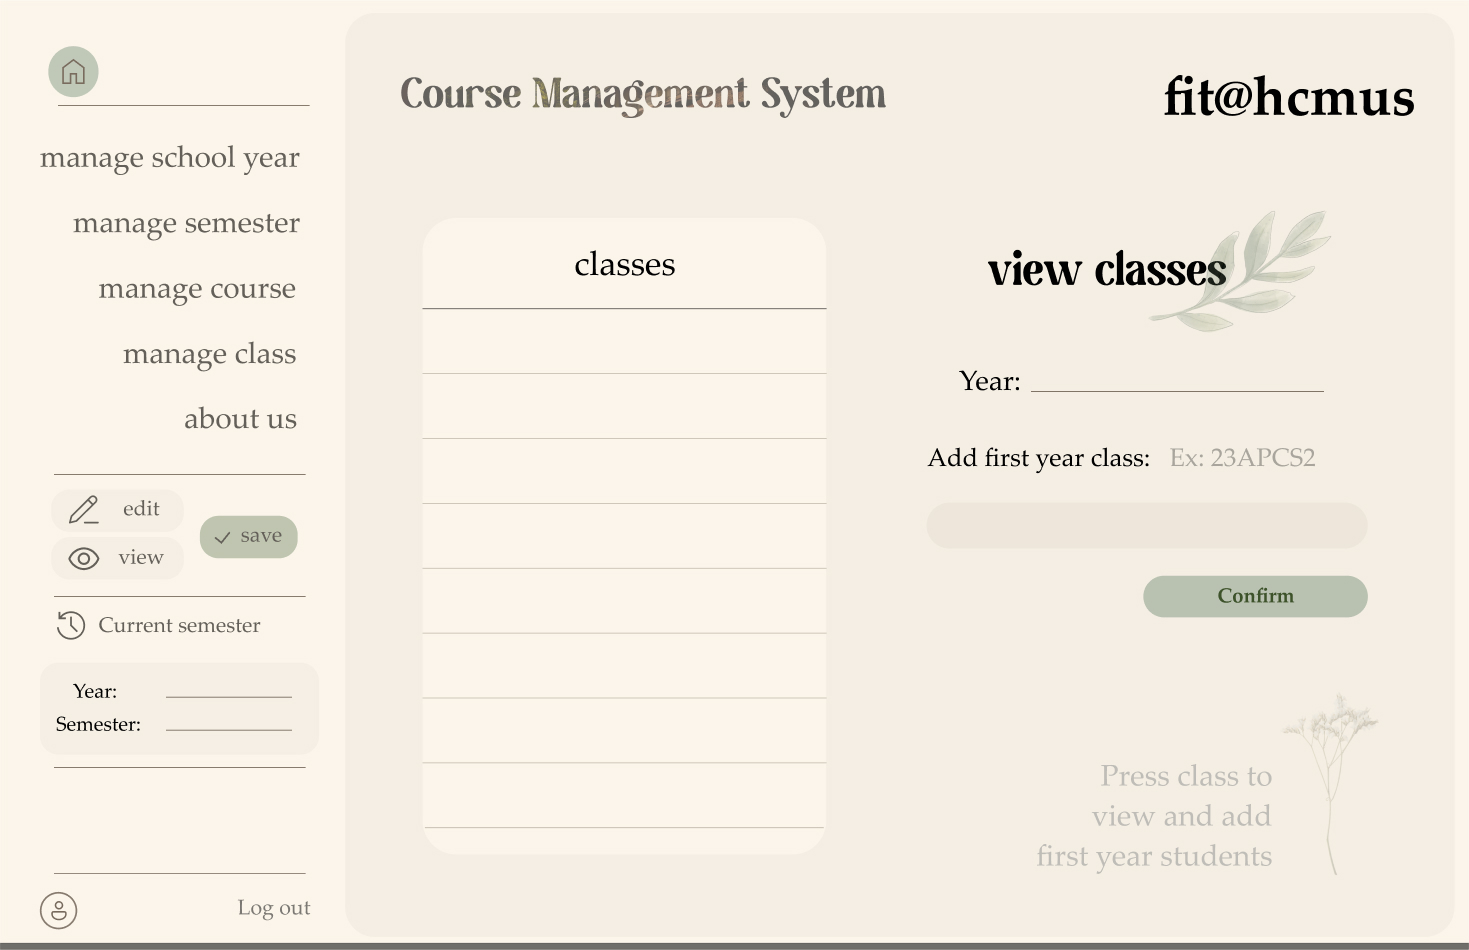 manage school year
manage semester
manage course
manage class
about us
edit
view
save
Current semester
Year:
Semester:
Log out
Course Management System
fit@hcmus
classes
view classes
Year:
Add first year class: Ex: 23APCS2
Confirm
Press class to
view and add
first year students